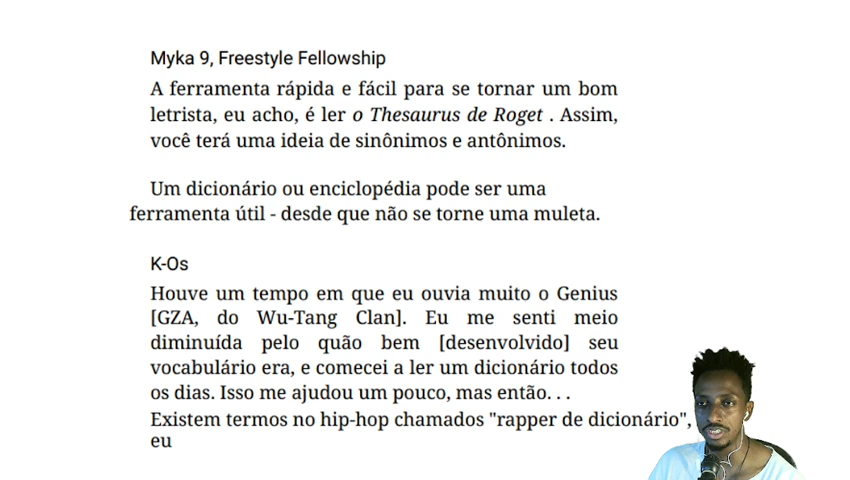 Myka 9, Freestyle Fellowship
A ferramenta rápida e fácil para se tornar um bom
letrista, eu acho, é ler o Thesaurus de Roget . Assim,
você terá uma ideia de sinônimos e antônimos.
Um dicionário ou enciclopédia pode ser uma
ferramenta útil - desde que não se torne uma muleta.
K-Os
Houve um tempo em que eu ouvia muito o Genius
[GZA, do Wu-Tang Clan]. Eu me senti meio
diminuída pelo quão bem [desenvolvido] seu
vocabulário era, e comecei a ler um dicionário todos
os dias. Isso me ajudou um pouco, mas então. . .
Existem termos no hip-hop chamados "rapper de dicionário",
eu